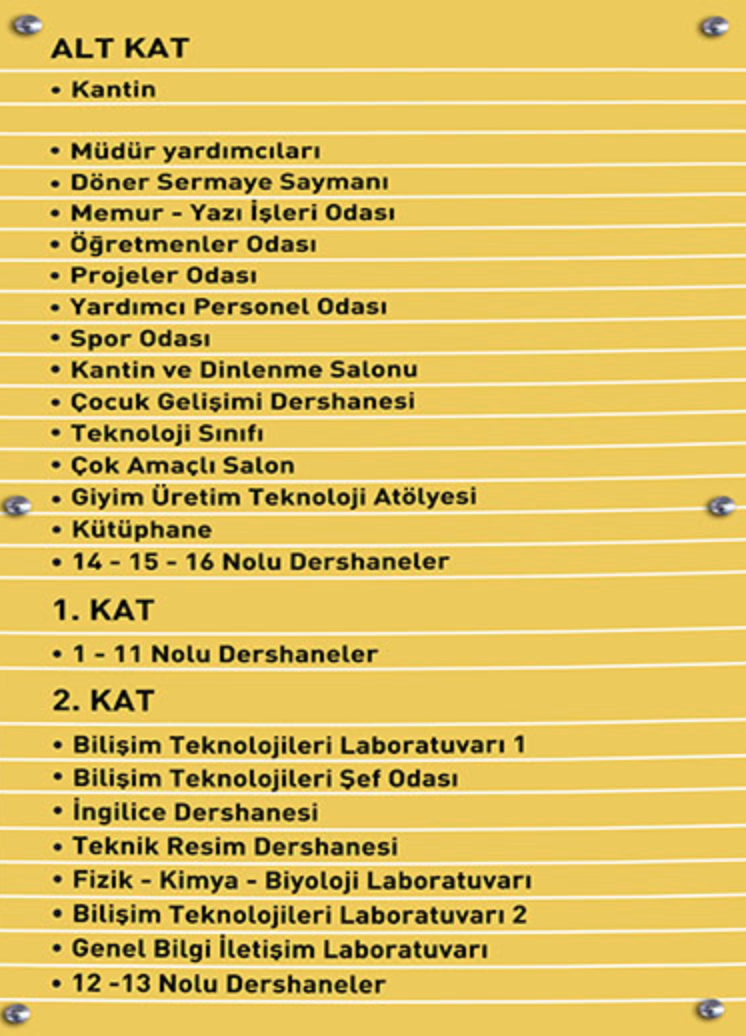 ALT KAT
• Kantin
• Müdür yardımcıları
• Döner Sermaye Saymanı
• Memur - Yazı İşleri Odası
• Öğretmenler Odası
• Projeler Odası
• Yardımcı Personel Odası
• Spor Odası
• Kantin ve Dinlenme Salonu
• Çocuk Gelişimi Dershanesi
• Teknoloji Sınıfı
• Çok Amaçlı Salon
• Giyim Üretim Teknoloji Atölyesi
• Kütüphane
• 14 - 15 - 16 Nolu Dershaneler
1. KAT
• 1 - 11 Nolu Dershaneler
2. KAT
• Bilişim Teknolojileri Laboratuvarı 1
• Bilişim Teknolojileri Şef Odası
• İngilice Dershanesi
• Teknik Resim Dershanesi
• Fizik - Kimya - Biyoloji Laboratuvarı
• Bilişim Teknolojileri Laboratuvarı 2
• Genel Bilgi İletişim Laboratuvarı
• 12 -13 Nolu Dershaneler